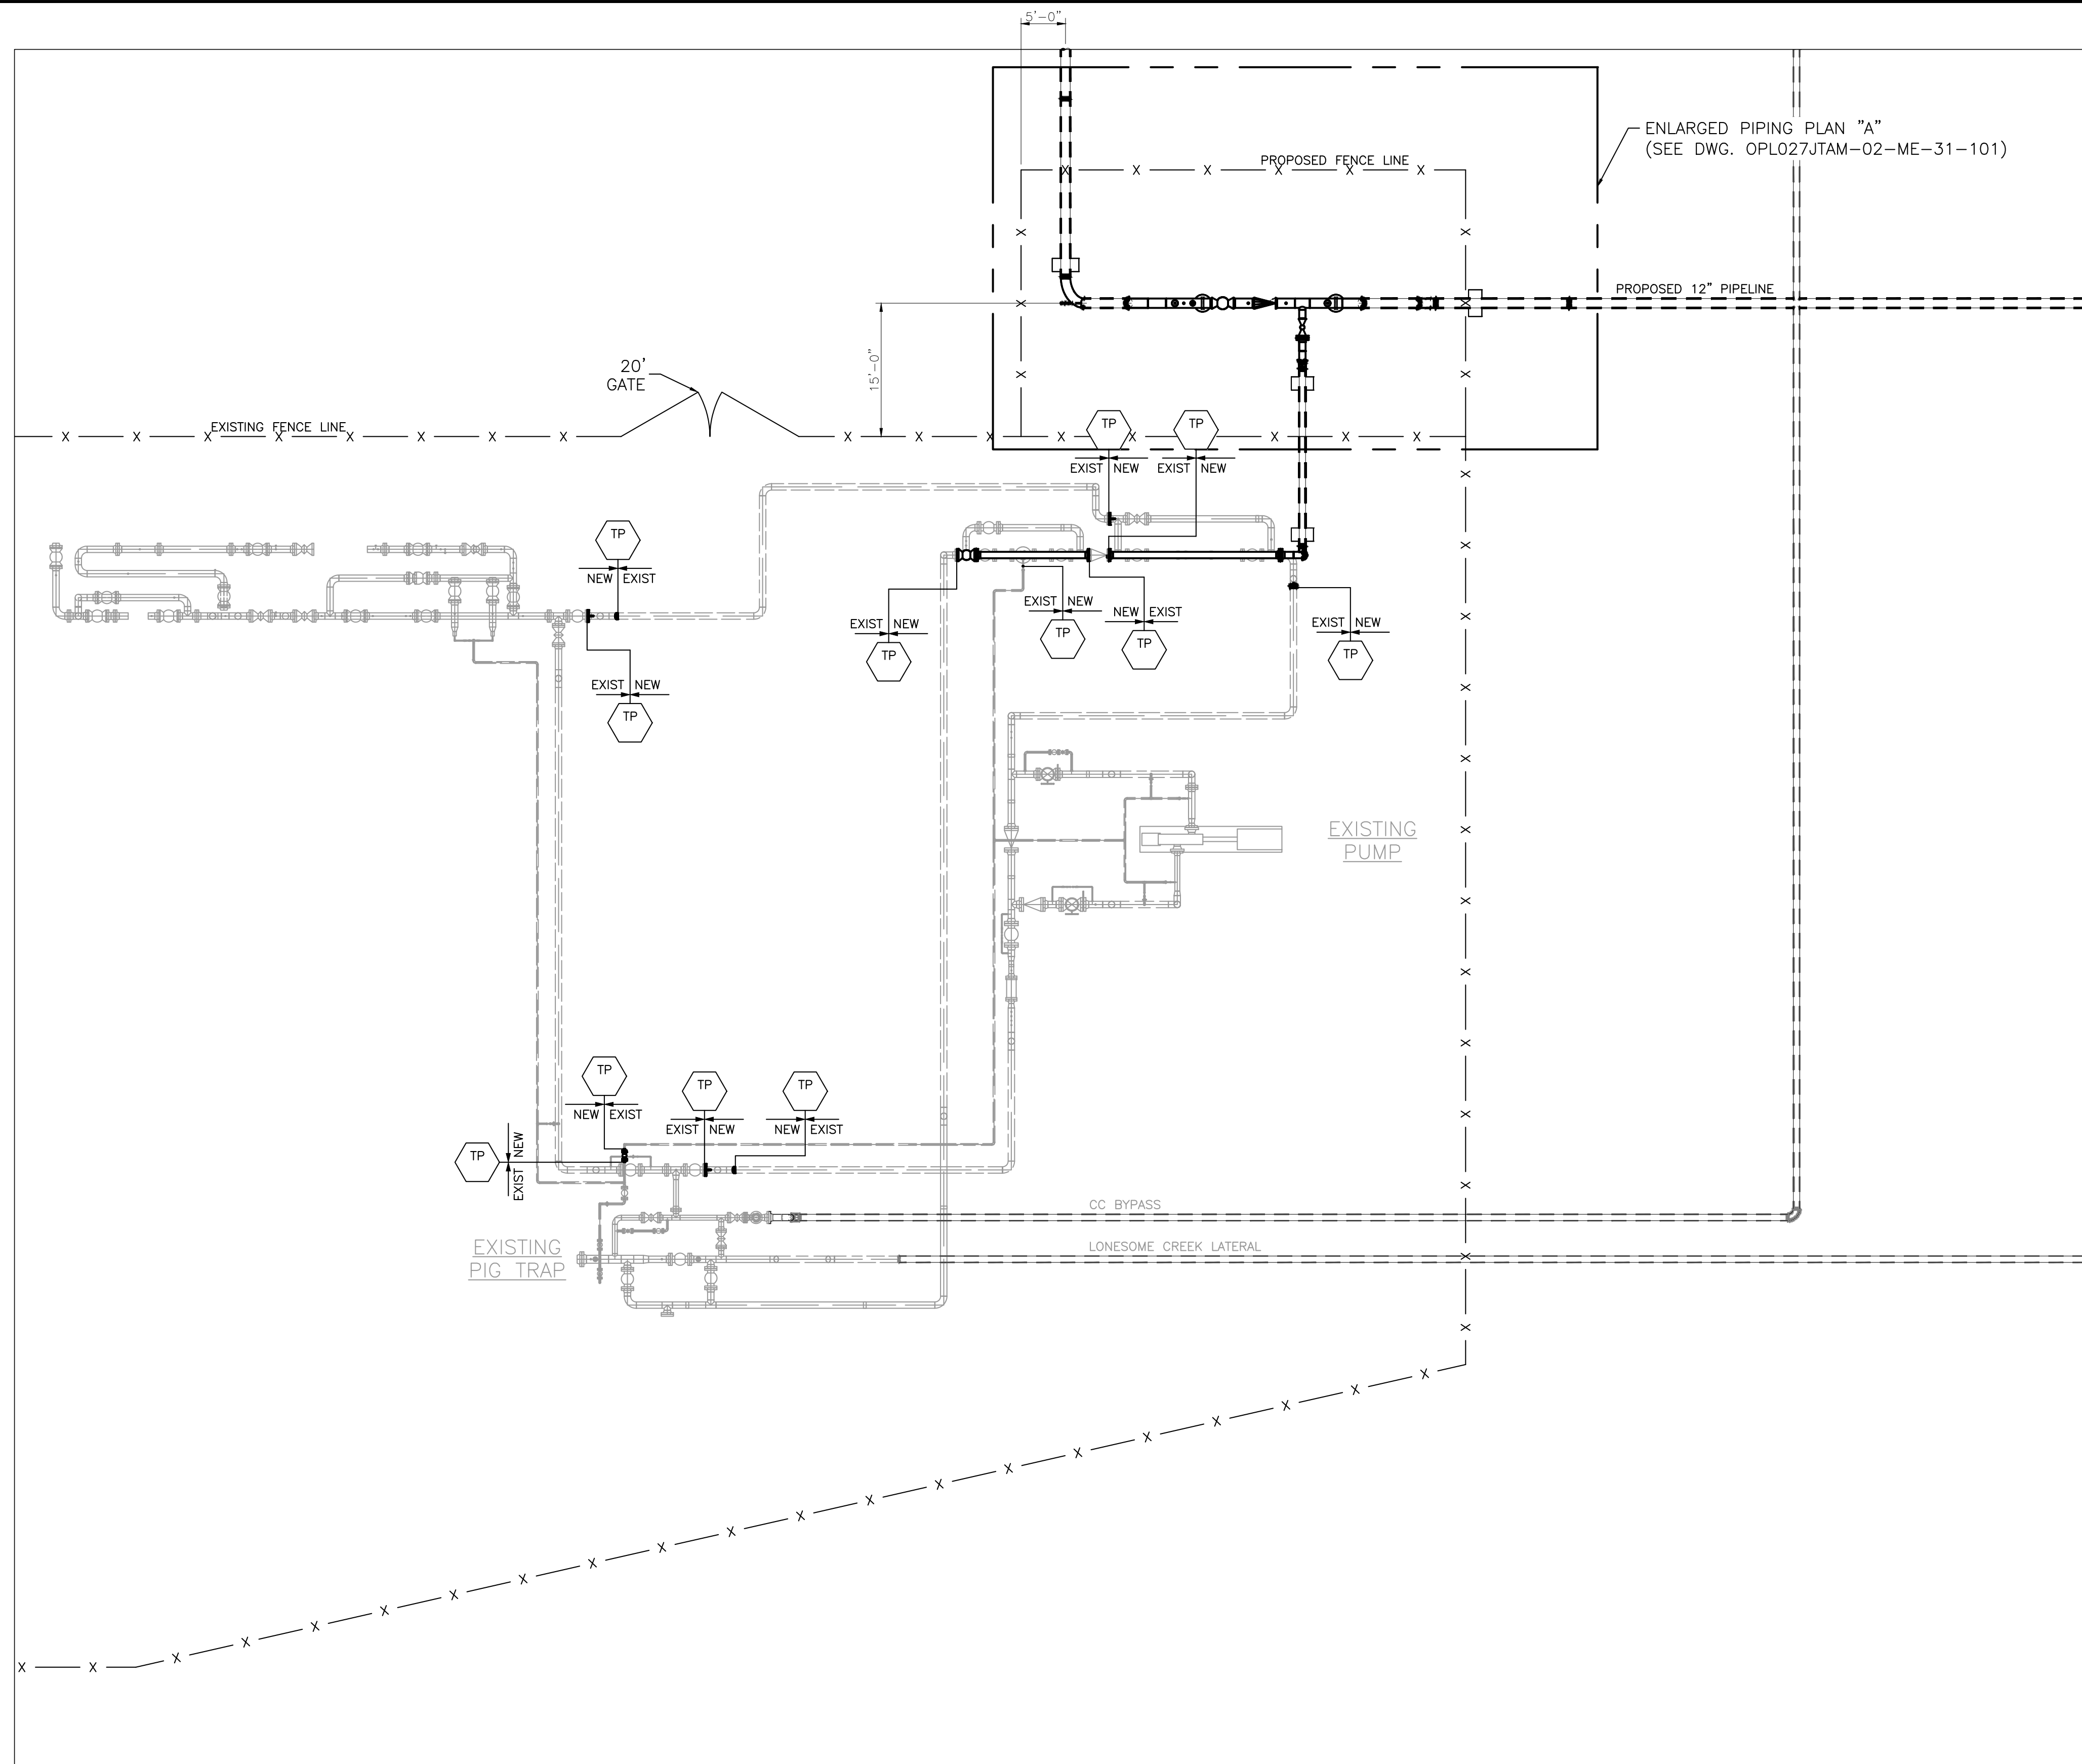 5'-0"
ENLARGED PIPING PLAN "A"
(SEE DWG. OPL027JTAM-02-ME-31-101)
PROPOSED FENCE LINE
PROPOSED 12" PIPELINE
15'-0"
20'
GATE
EXISTING FENCE LINE
TP
TP
EXIST NEW
EXIST NEW
TP
NEW EXIST
EXIST NEW
TP
EXIST NEW
TP
NEW EXIST
TP
EXIST NEW
TP
EXIST NEW
TP
EXISTING
PUMP
TP
NEW EXIST
TP
EXIST NEW
TP
NEW EXIST
TP
EXIST NEW
CC BYPASS
LONESOME CREEK LATERAL
EXISTING
PIG TRAP